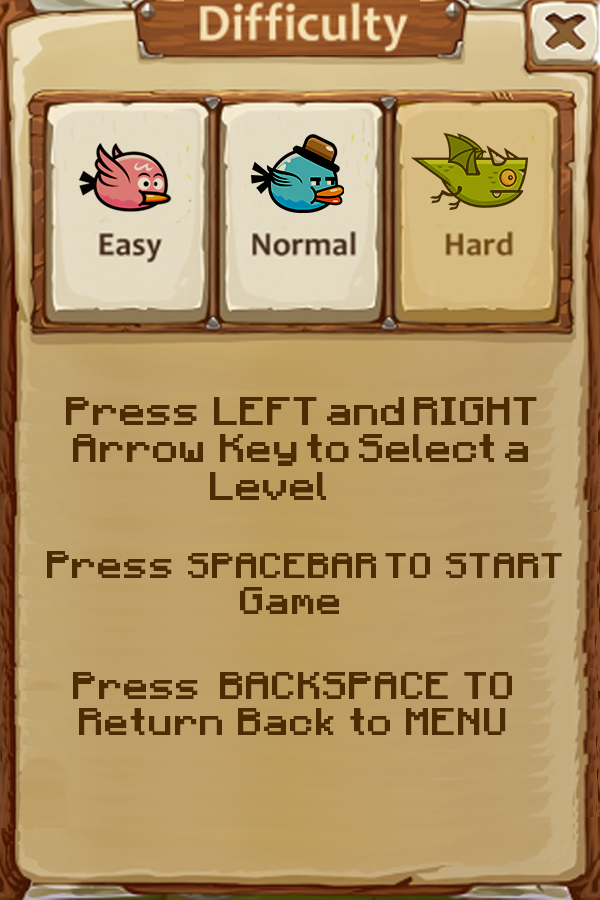 Difficulty
Easy
Normal
Hard
Press LEFT and RIGHT
Arrow Key to Select a
Level
Press SPACEBAR TO START
Game
Press BACKSPACE TO
Return Back to MENU